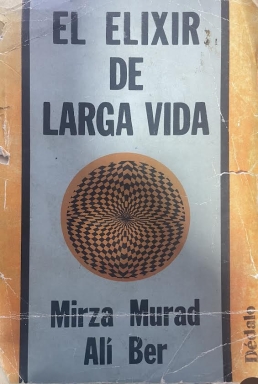 EL ELIXIR
DE
LARGA VIDA
Mirza Murad
Alí Ber
Dédalo